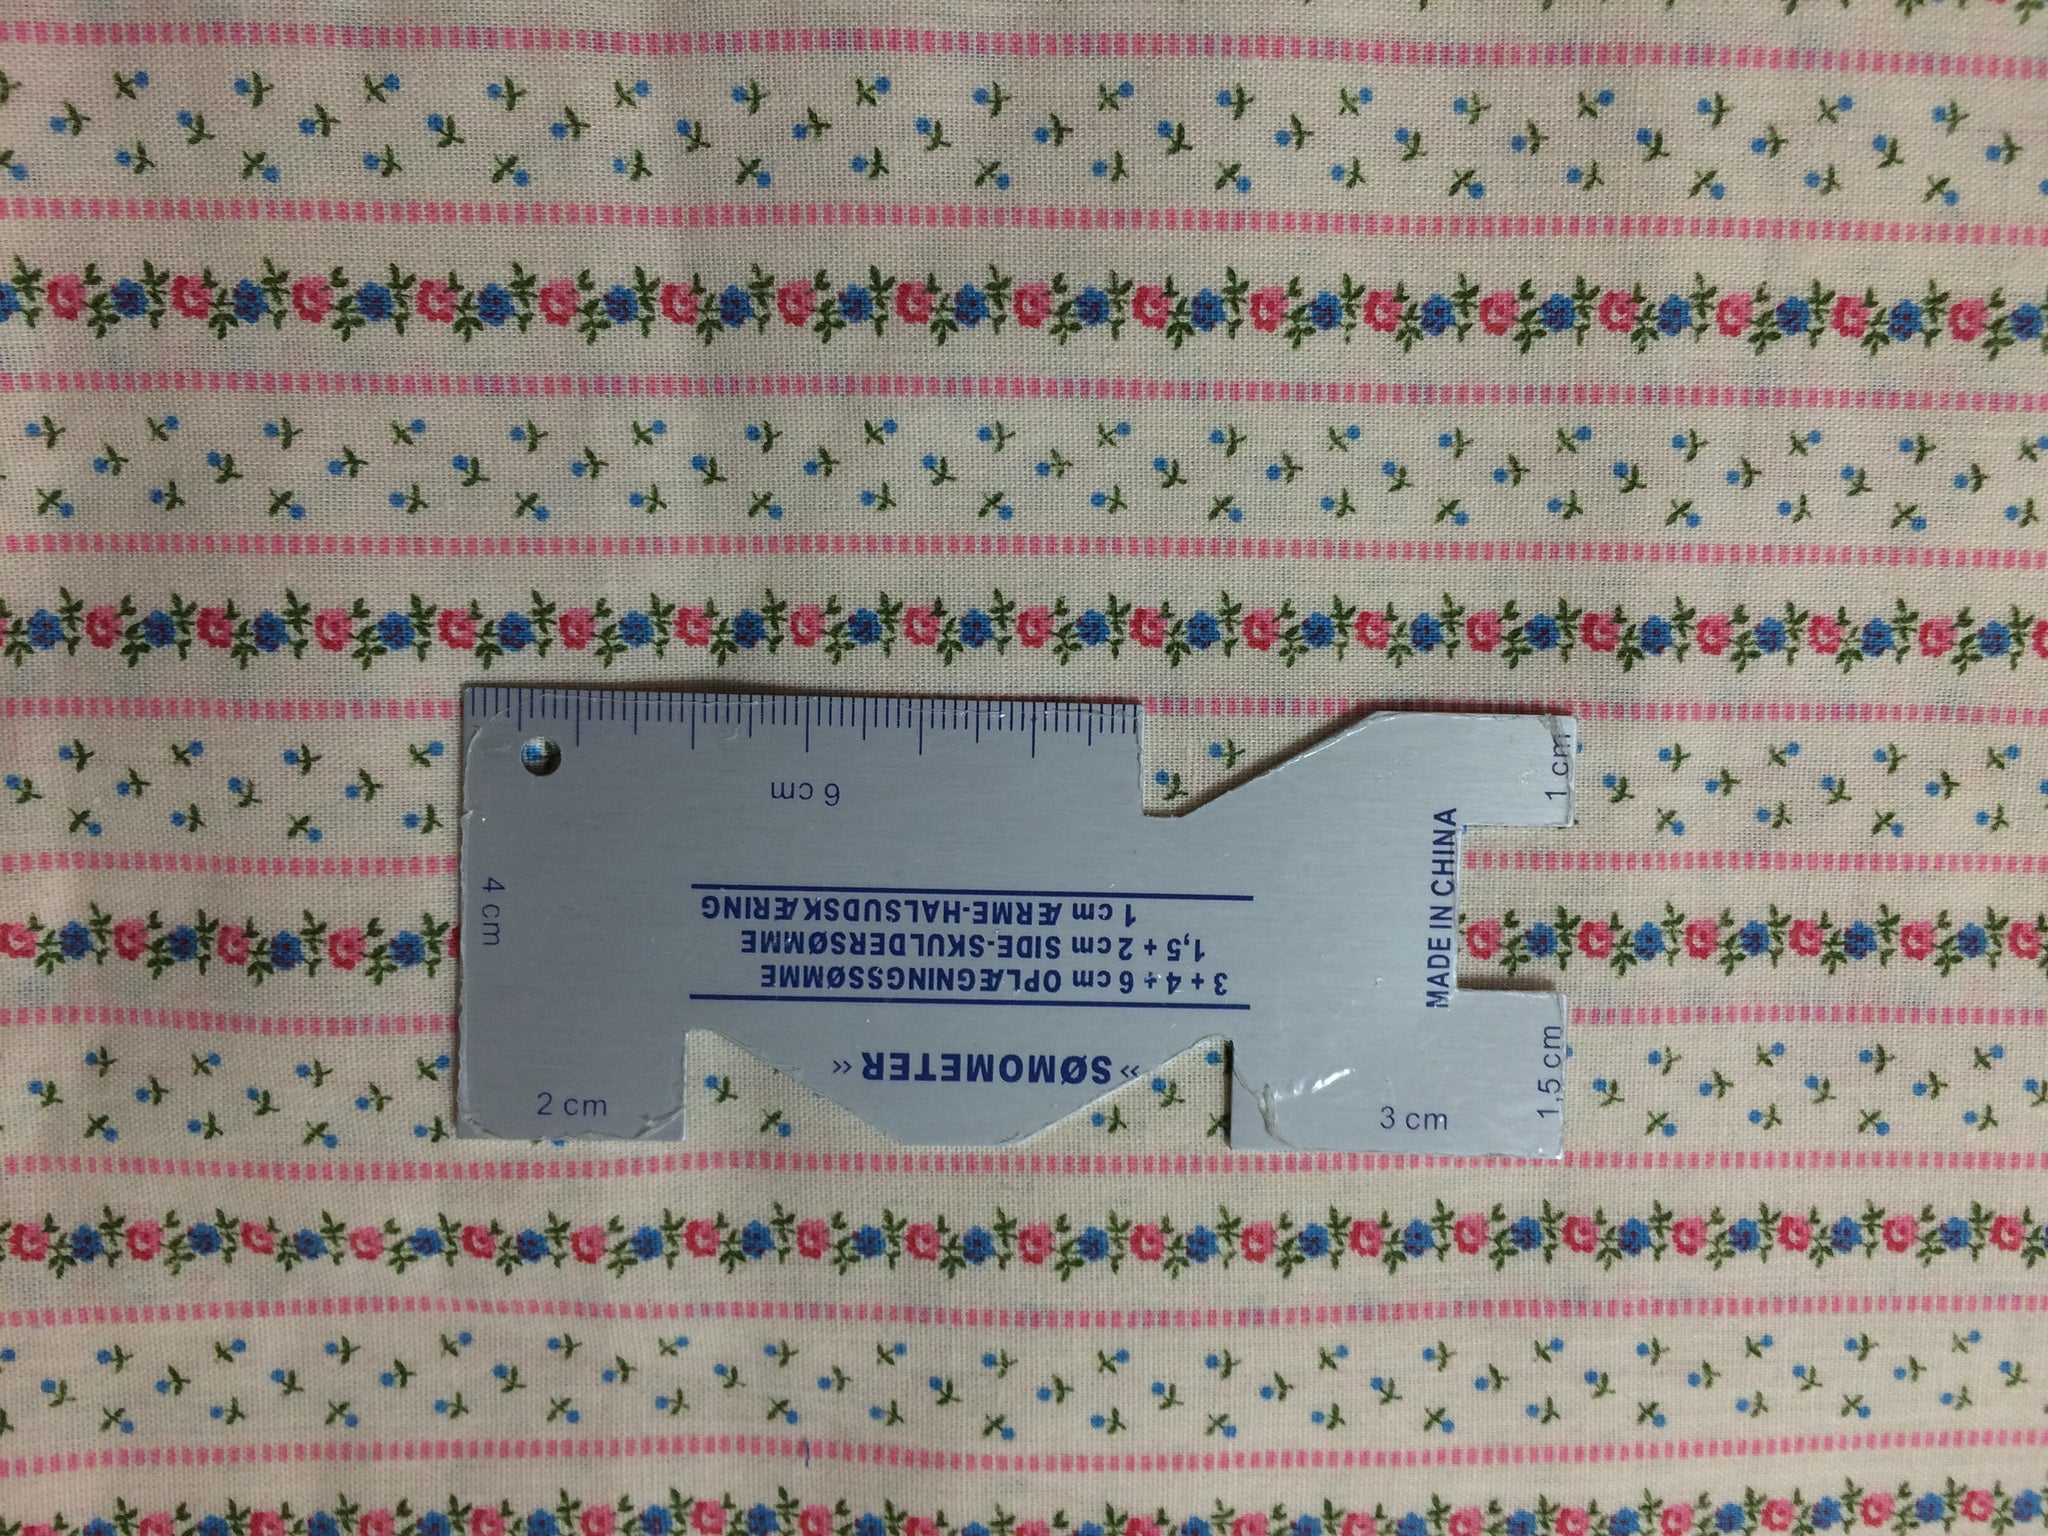 »SØMOMETER«
3 + 4 + 6 cm OPLÆGNINGSSØMME
1,5 + 2 cm SIDE-SKULDERSØMME
1 cm ÆRME-HALSUDSKÆRING
6 cm
4 cm
2 cm
3 cm
1,5 cm
1 cm
MADE IN CHINA